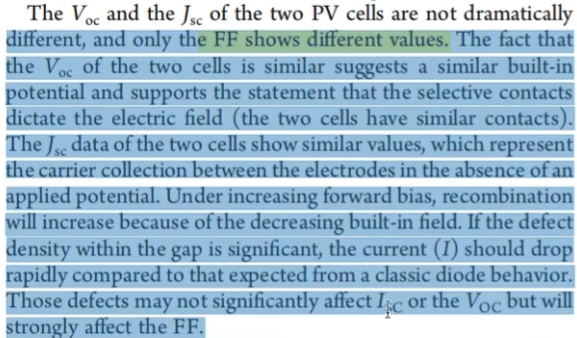 The Voc and the Jsc of the two PV cells are not dramatically
different, and only the FF shows different values. The fact that
the Voc of the two cells is similar suggests a similar built-in
potential and supports the statement that the selective contacts
dictate the electric field (the two cells have similar contacts).
The Jsc data of the two cells show similar values, which represent
the carrier collection between the electrodes in the absence of an
applied potential. Under increasing forward bias, recombination
will increase because of the decreasing built-in field. If the defect
density within the gap is significant, the current (I) should drop
rapidly compared to that expected from a classic diode behavior.
Those defects may not significantly affect ISC or the VOC but will
strongly affect the FF.